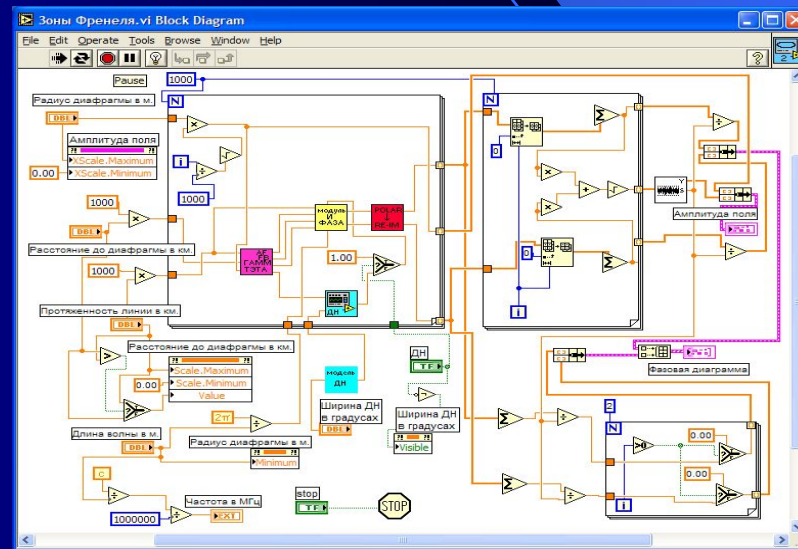 Зоны Френеля.vi Block Diagram
File Edit Operate Tools Browse Window Help
2
Pause
1000
N
Радиус диафрагмы в м.
DBL
Амплитуда поля
XScale.Maximum
0.00
XScale.Minimum
i
1000
1000
DBL
Расстояние до диафрагмы в км.
1000
Протяженность линии в км.
DBL
МОДУЛЬ
И
ФАЗА
POLAR
RE-IM
ГАММ
ТЭТА
1.00
ДН
Расстояние до диафрагмы в км.
Scale.Maximum
0.00
Scale.Minimum
Value
Длина волны в м.
DBL
2π
Радиус диафрагмы в м.
Minimum
C
1000000
Частота в МГц
EXT
МОДЕЛЬ
ДН
Ширина ДН
в градусах
DBL
ДН
TF
Ширина ДН
в градусах
Visible
stop
TF
STOP
N
0
0
i
Амплитуда поля
Фазовая диаграмма
2
N
0.00
0.00
i